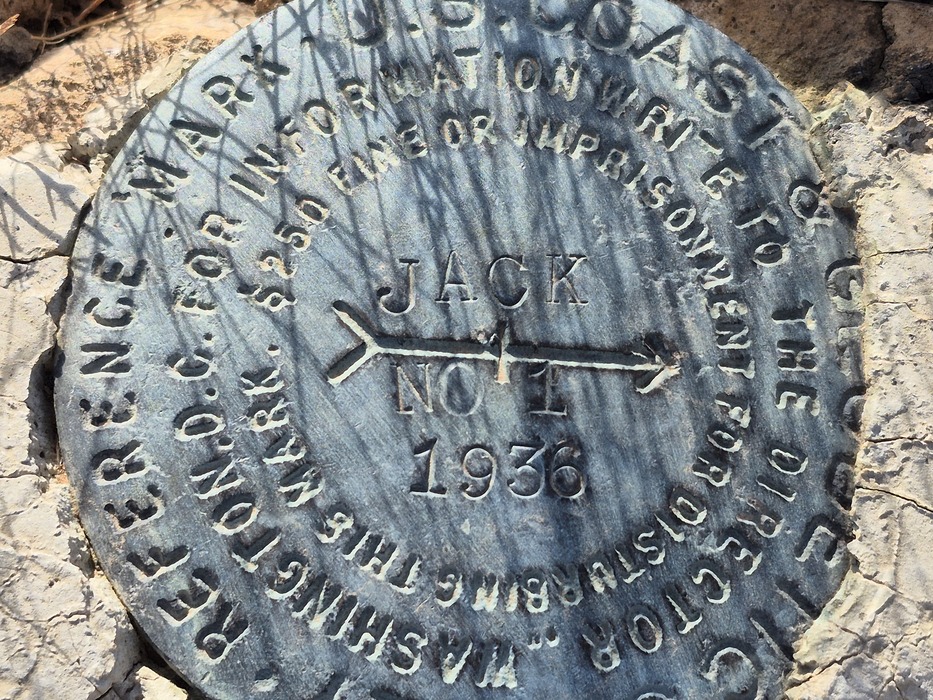 U.S. COAST & GEODETIC
REFERENCE MARK
FOR INFORMATION WRITE TO THE DIRECTOR
WASHINGTON. D.C.
$250 FINE OR IMPRISONMENT FOR DISTURBING THIS MARK.
JACK
NO 1
1936